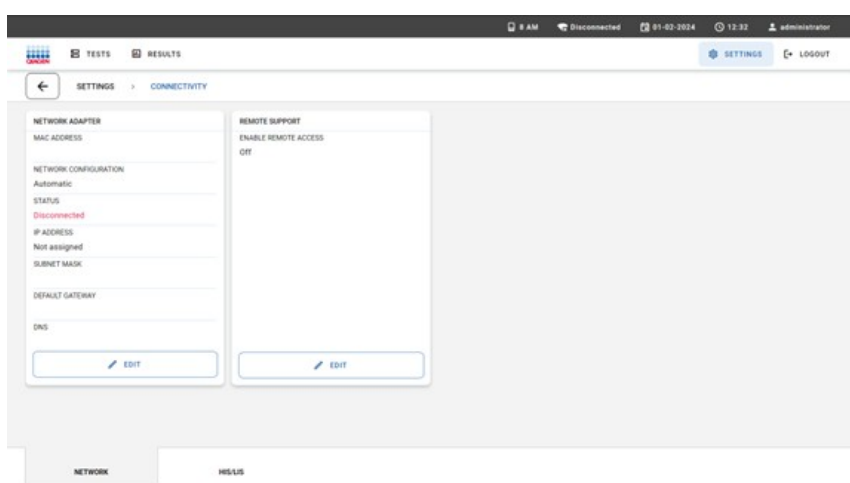 8 AM Disconnected 01-02-2024 12:32 administrator
TESTS RESULTS SETTINGS LOGOUT
SETTINGS > CONNECTIVITY
NETWORK ADAPTER
MAC ADDRESS
NETWORK CONFIGURATION
Automatic
STATUS
Disconnected
IP ADDRESS
Not assigned
SUBNET MASK
DEFAULT GATEWAY
DNS
EDIT
REMOTE SUPPORT
ENABLE REMOTE ACCESS
Off
EDIT
NETWORK HIS/LIS